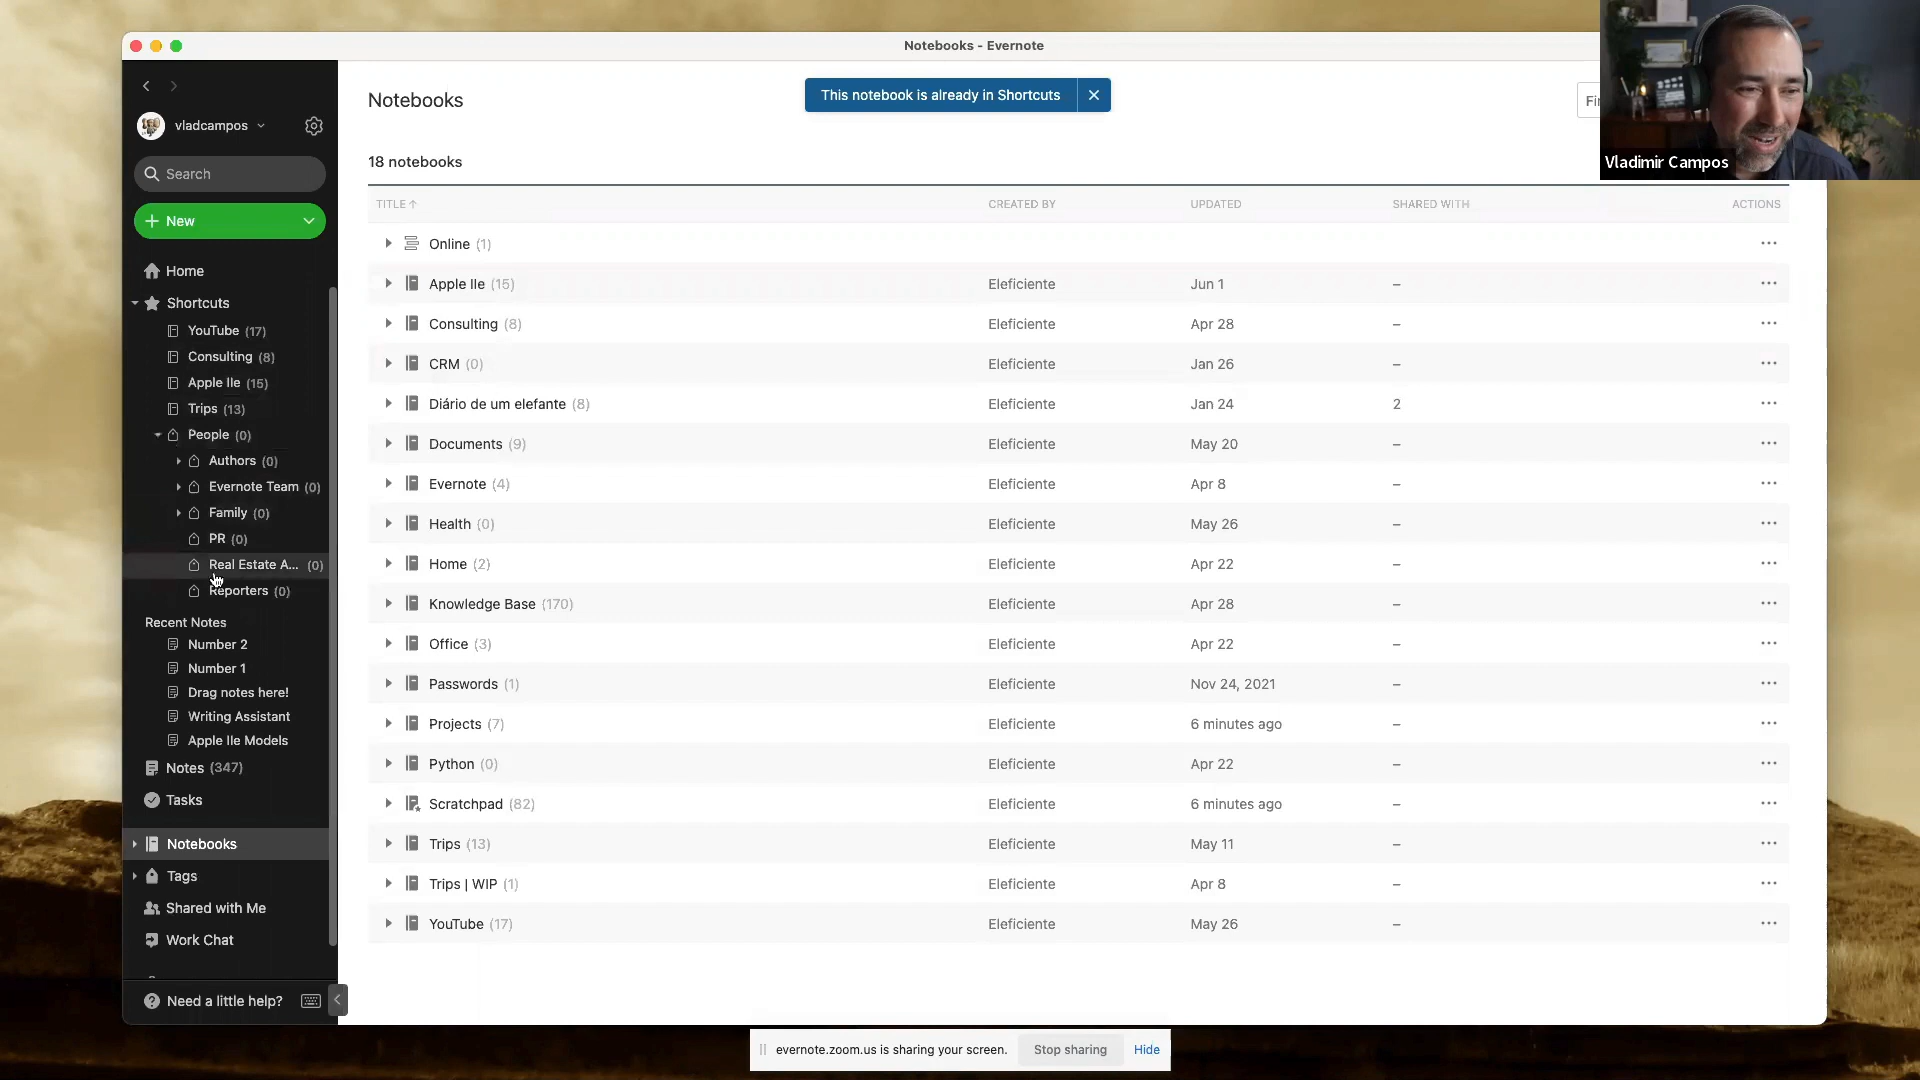 Notebooks - Evernote
vladcampos
Search
New
Home
Shortcuts
YouTube (17)
Consulting (8)
Apple IIe (15)
Trips (13)
People (0)
Authors (0)
Evernote Team (0)
Family (0)
PR (0)
Real Estate A... (0)
Reporters (0)
Recent Notes
Number 2
Number 1
Drag notes here!
Writing Assistant
Apple IIe Models
Notes (347)
Tasks
Notebooks
Tags
Shared with Me
Work Chat
Need a little help?
Notebooks
This notebook is already in Shortcuts
Vladimir Campos
18 notebooks
TITLE CREATED BY UPDATED SHARED WITH ACTIONS
Online (1)
Apple IIe (15) Eleficiente Jun 1 –
Consulting (8) Eleficiente Apr 28 –
CRM (0) Eleficiente Jan 26 –
Diário de um elefante (8) Eleficiente Jan 24 2
Documents (9) Eleficiente May 20 –
Evernote (4) Eleficiente Apr 8 –
Health (0) Eleficiente May 26 –
Home (2) Eleficiente Apr 22 –
Knowledge Base (170) Eleficiente Apr 28 –
Office (3) Eleficiente Apr 22 –
Passwords (1) Eleficiente Nov 24, 2021 –
Projects (7) Eleficiente 6 minutes ago –
Python (0) Eleficiente Apr 22 –
Scratchpad (82) Eleficiente 6 minutes ago –
Trips (13) Eleficiente May 11 –
Trips | WIP (1) Eleficiente Apr 8 –
YouTube (17) Eleficiente May 26 –
evernote.zoom.us is sharing your screen. Stop sharing Hide